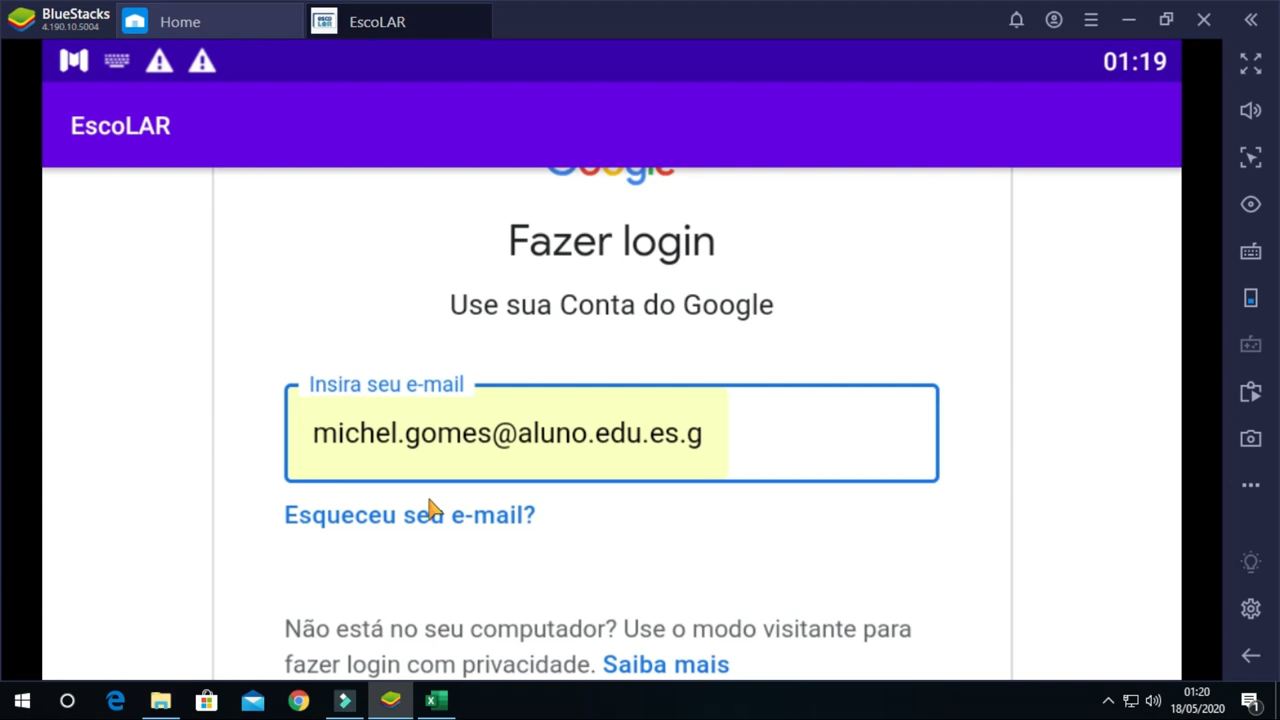 BlueStacks
4.190.10.5004
Home
EscoLAR
01:19
EscoLAR
Google
Fazer login
Use sua Conta do Google
Insira seu e-mail
michel.gomes@aluno.edu.es.g
Esqueceu seu e-mail?
Não está no seu computador? Use o modo visitante para
fazer login com privacidade. Saiba mais
01:20
18/05/2020